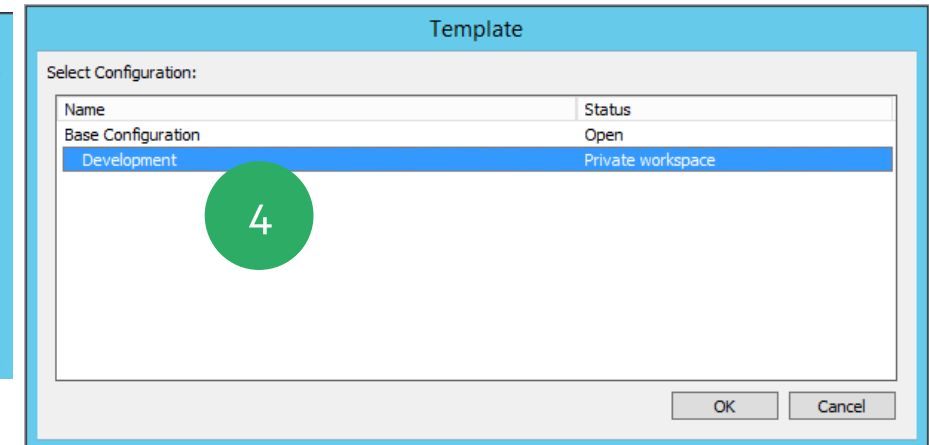 Template
Select Configuration:
Name Status
Base Configuration Open
Development Private workspace
4
OK Cancel